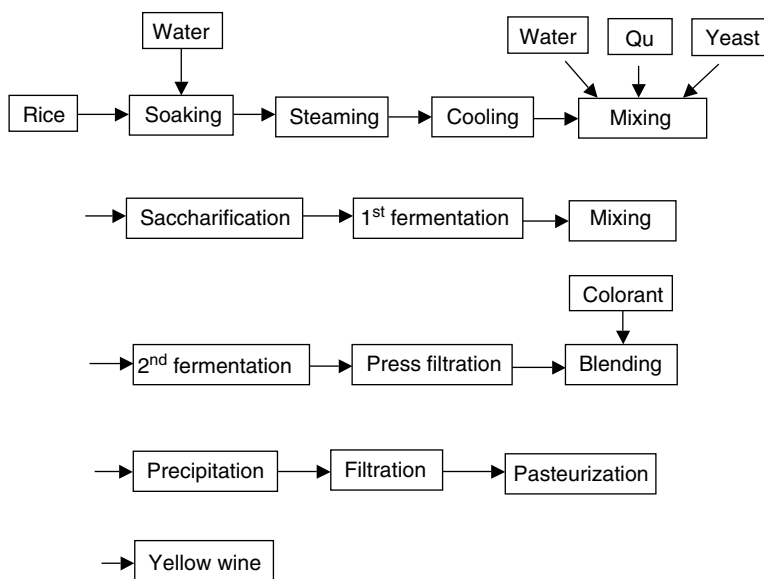 Water
Water
Qu
Yeast
Rice
Soaking
Steaming
Cooling
Mixing
Saccharification
1st fermentation
Mixing
Colorant
2nd fermentation
Press filtration
Blending
Precipitation
Filtration
Pasteurization
Yellow wine